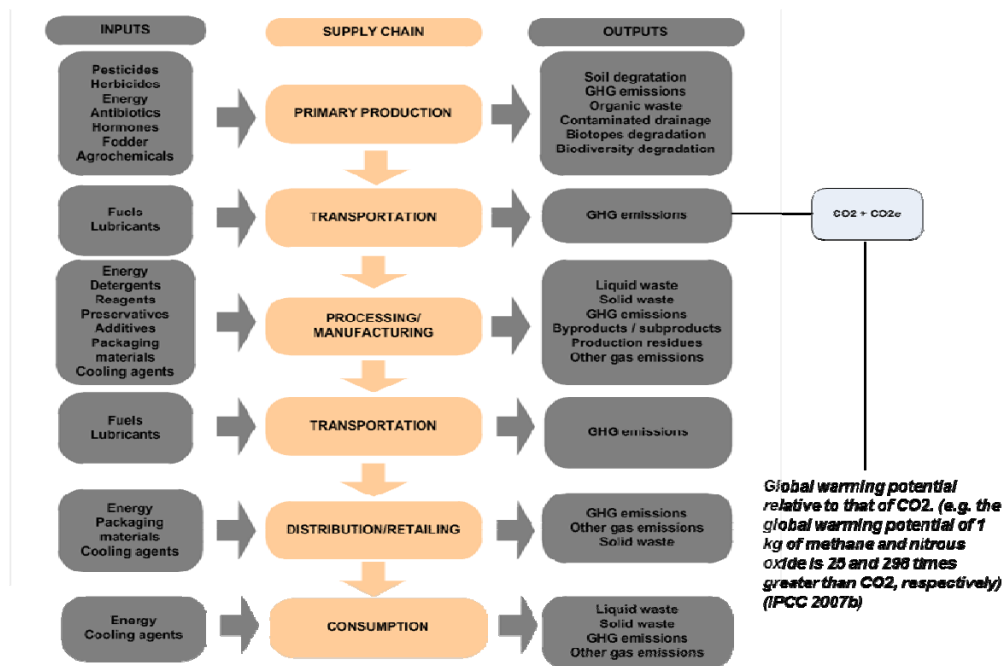 INPUTS
SUPPLY CHAIN
OUTPUTS
Pesticides
Herbicides
Energy
Antibiotics
Hormones
Fodder
Agrochemicals
PRIMARY PRODUCTION
Soil degratation
GHG emissions
Organic waste
Contaminated drainage
Biotopes degradation
Biodiversity degradation
Fuels
Lubricants
TRANSPORTATION
GHG emissions
CO2 + CO2e
Energy
Detergents
Reagents
Preservatives
Additives
Packaging
materials
Cooling agents
PROCESSING/
MANUFACTURING
Liquid waste
Solid waste
GHG emissions
Byproducts / subproducts
Production residues
Other gas emissions
Fuels
Lubricants
TRANSPORTATION
GHG emissions
Energy
Packaging
materials
Cooling agents
DISTRIBUTION/RETAILING
GHG emissions
Other gas emissions
Solid waste
Global warming potential
relative to that of CO2. (e.g. the
global warming potential of 1
kg of methane and nitrous
oxide is 25 and 298 times
greater than CO2, respectively)
(IPCC 2007b)
Energy
Cooling agents
CONSUMPTION
Liquid waste
Solid waste
GHG emissions
Other gas emissions